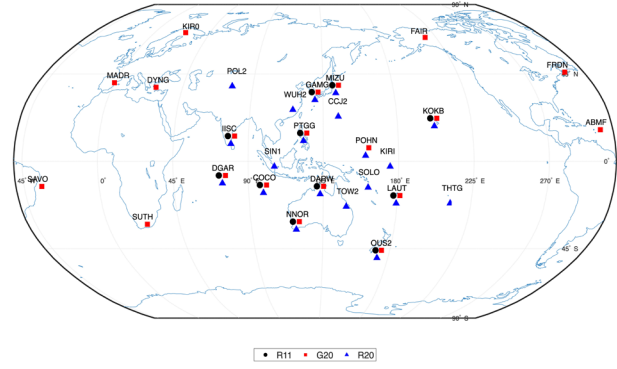 90° N
KIR0
FAIR
FRDN
45° N
MADR
DYNG
POL2
MIZU
GAMG
WUH2
CCJ2
KOKB
ABMF
IISC
PTGG
POHN
KIRI
SIN1
0°
SAVO
45° W
0°
45° E
DGAR
90° E
COCO
DARW
SOLO
TOW2
180° E
LAUT
THTG
225° E
270° E
SUTH
NNOR
OUS2
45° S
90° S
R11 G20 R20